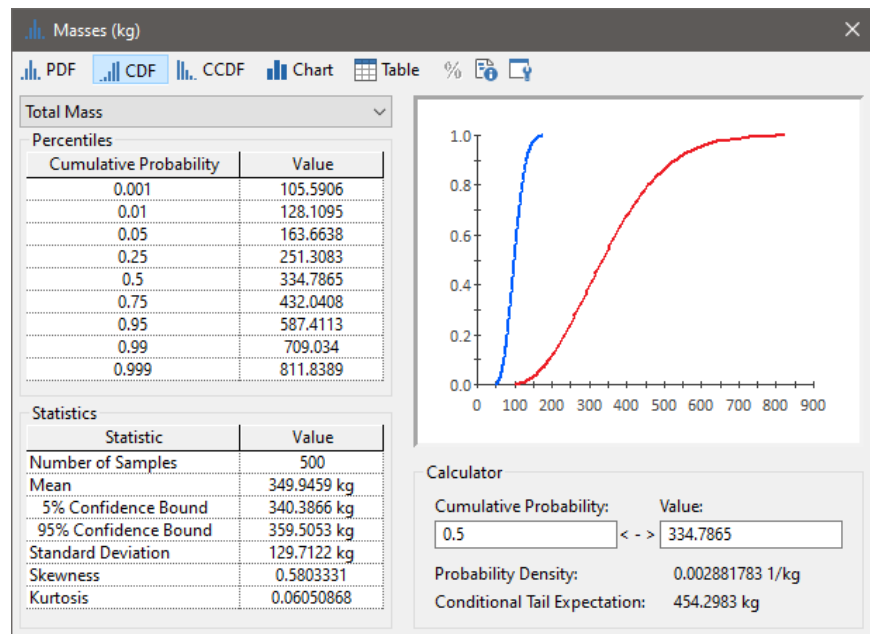 Masses (kg)
PDF CDF CCDF Chart Table %
Total Mass
Percentiles
Cumulative Probability Value
0.001 105.5906
0.01 128.1095
0.05 163.6638
0.25 251.3083
0.5 334.7865
0.75 432.0408
0.95 587.4113
0.99 709.034
0.999 811.8389
Statistics
Statistic Value
Number of Samples 500
Mean 349.9459 kg
5% Confidence Bound 340.3866 kg
95% Confidence Bound 359.5053 kg
Standard Deviation 129.7122 kg
Skewness 0.5803331
Kurtosis 0.06050868
1.0
0.8
0.6
0.4
0.2
0.0
0 100 200 300 400 500 600 700 800 900
Calculator
Cumulative Probability: Value:
0.5 < - > 334.7865
Probability Density: 0.002881783 1/kg
Conditional Tail Expectation: 454.2983 kg